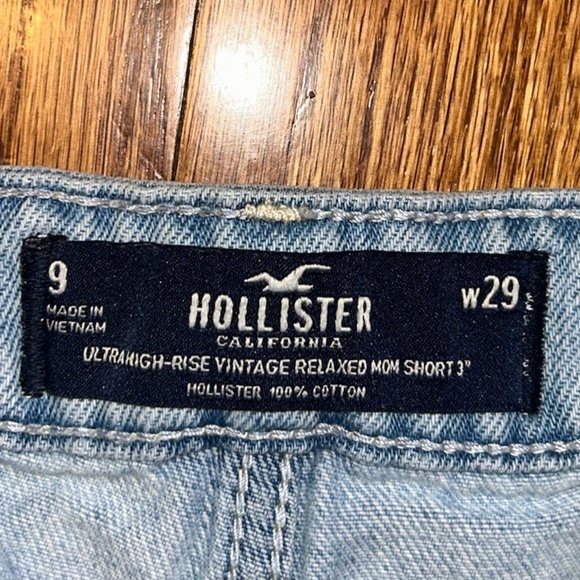 9
MADE IN
VIETNAM
HOLLISTER
CALIFORNIA
W29
ULTRAHIGH-RISE VINTAGE RELAXED MOM SHORT 3"
HOLLISTER 100% COTTON